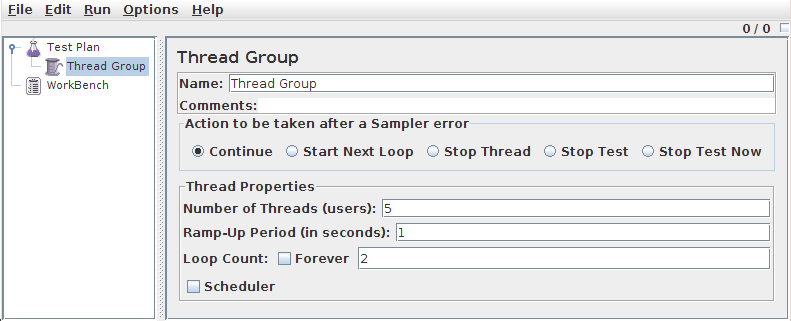 File Edit Run Options Help
0 / 0
Test Plan
Thread Group
WorkBench
Thread Group
Name: Thread Group
Comments:
Action to be taken after a Sampler error
Continue Start Next Loop Stop Thread Stop Test Stop Test Now
Thread Properties
Number of Threads (users): 5
Ramp-Up Period (in seconds): 1
Loop Count: Forever 2
Scheduler